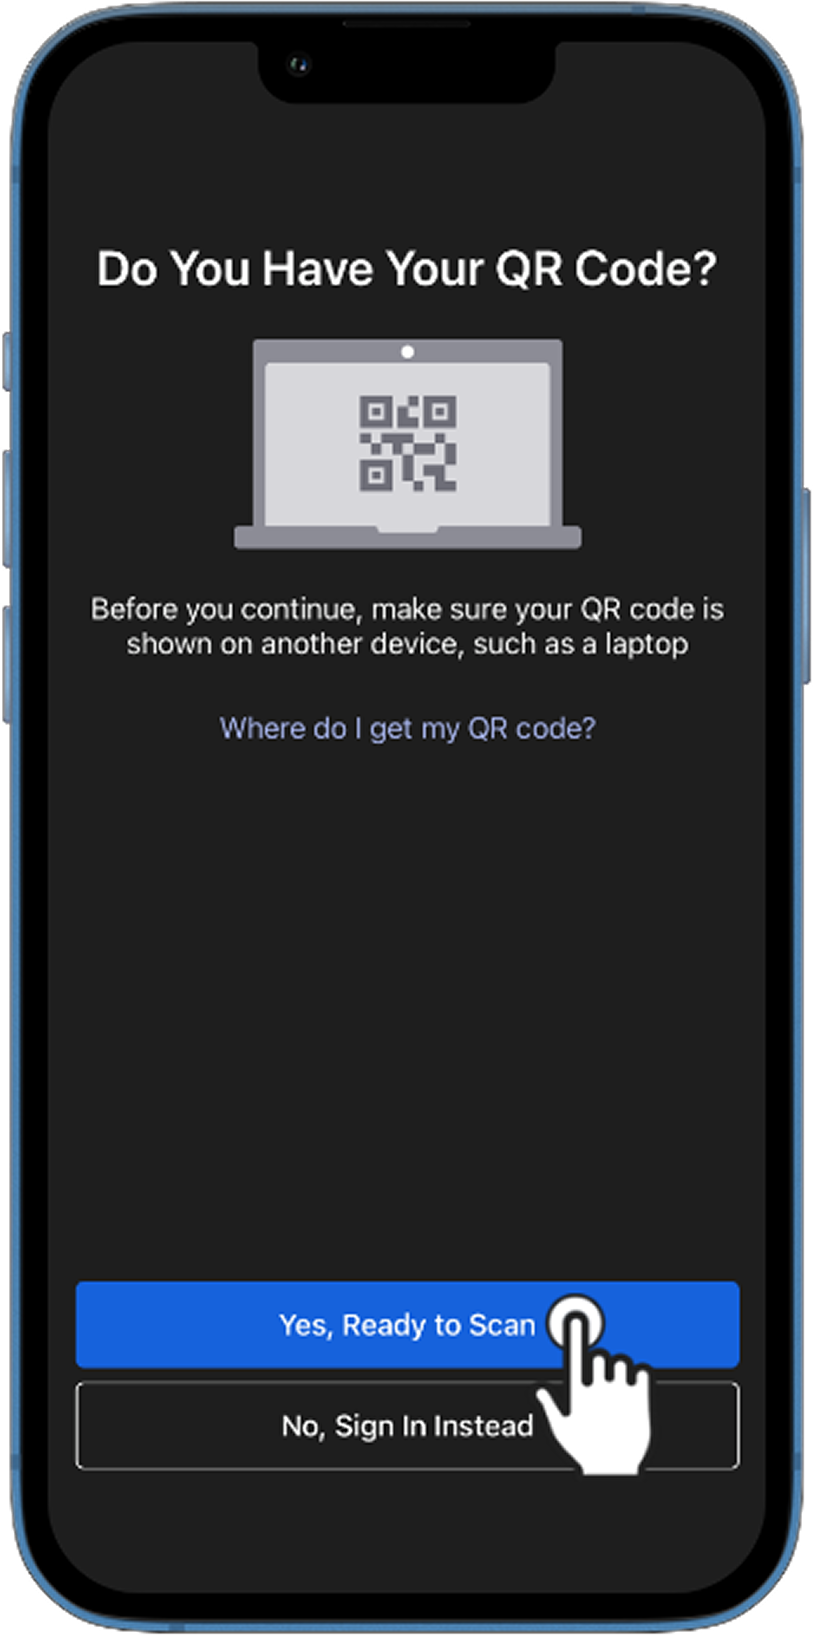 Do You Have Your QR Code?
Before you continue, make sure your QR code is
shown on another device, such as a laptop
Where do I get my QR code?
Yes, Ready to Scan
No, Sign In Instead